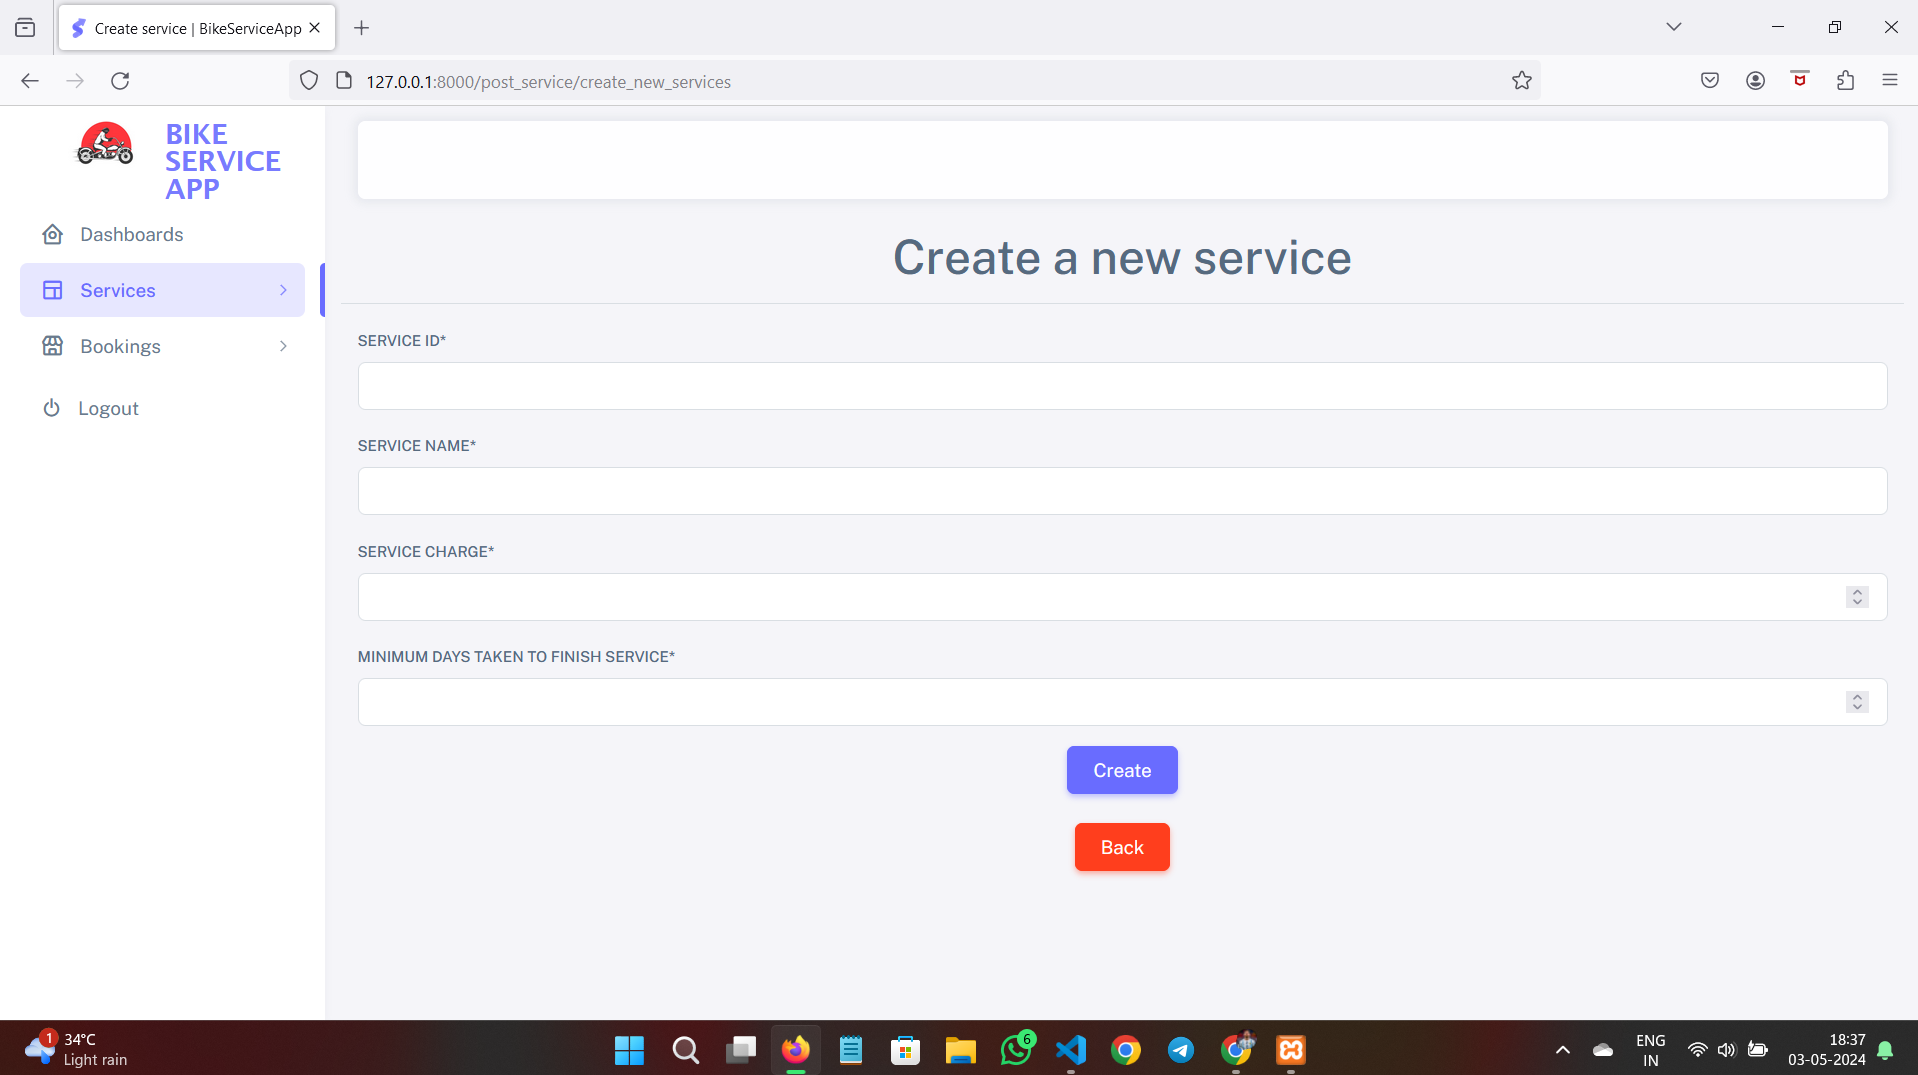 Create service | BikeServiceApp
127.0.0.1:8000/post_service/create_new_services
BIKE
SERVICE
APP
Dashboards
Services
Bookings
Logout
Create a new service
SERVICE ID*
SERVICE NAME*
SERVICE CHARGE*
MINIMUM DAYS TAKEN TO FINISH SERVICE*
Create
Back
1
34°C
Light rain
6
ENG
IN
18:37
03-05-2024